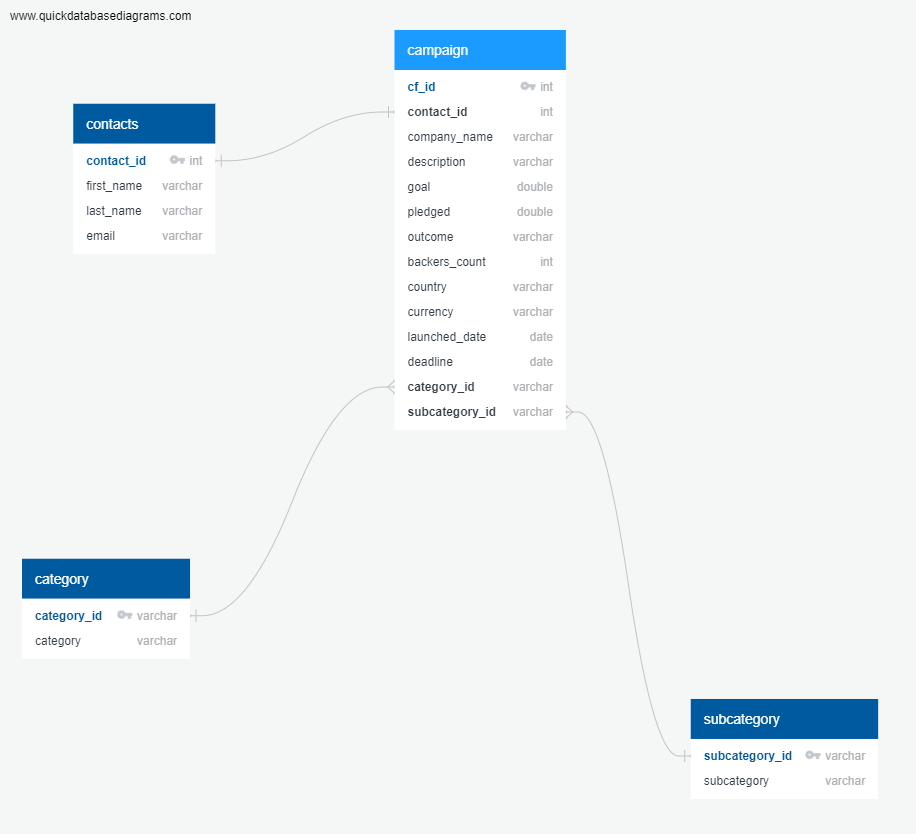 www.quickdatabasediagrams.com
campaign
cf_id int
contact_id int
company_name varchar
description varchar
goal double
pledged double
outcome varchar
backers_count int
country varchar
currency varchar
launched_date date
deadline date
category_id varchar
subcategory_id varchar
contacts
contact_id int
first_name varchar
last_name varchar
email varchar
category
category_id varchar
category varchar
subcategory
subcategory_id varchar
subcategory varchar